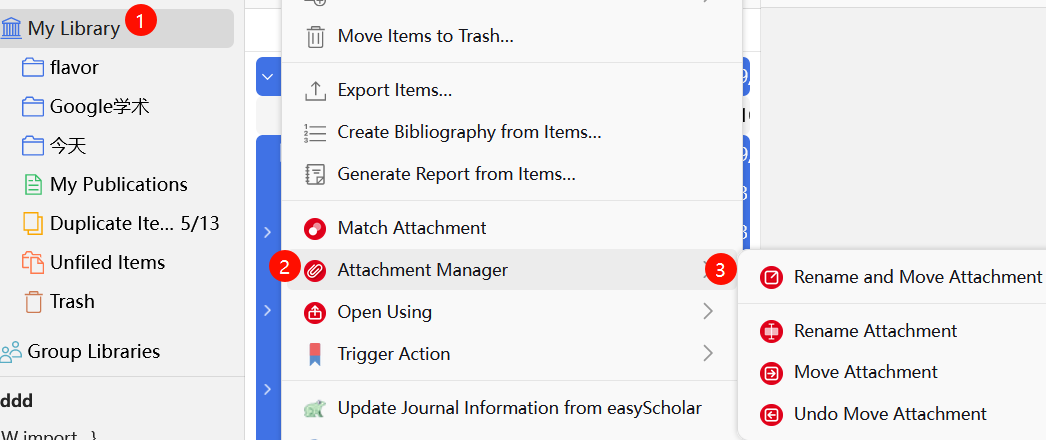 My Library
1
flavor
Google学术
今天
My Publications
Duplicate Ite... 5/13
Unfiled Items
Trash
Group Libraries
ddd
Move Items to Trash...
Export Items...
Create Bibliography from Items...
Generate Report from Items...
Match Attachment
2
Attachment Manager
3
Open Using
Trigger Action
Update Journal Information from easyScholar
Rename and Move Attachment
Rename Attachment
Move Attachment
Undo Move Attachment